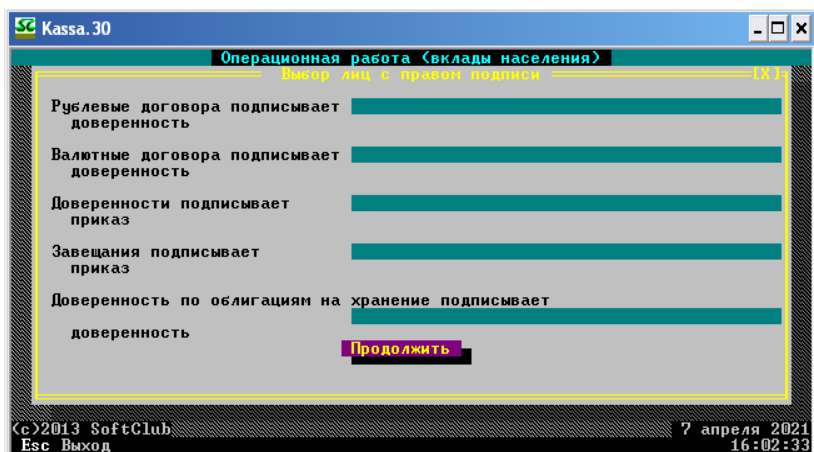 SC Kassa.30
Операционная работа (вклады населения)
Выбор лиц с правом подписи [X]
Рублевые договора подписывает
доверенность
Валютные договора подписывает
доверенность
Доверенности подписывает
приказ
Завещания подписывает
приказ
Доверенность по облигациям на хранение подписывает
доверенность
Продолжить
(c)2013 SoftClub 7 апреля 2021
Esc Выход 16:02:33